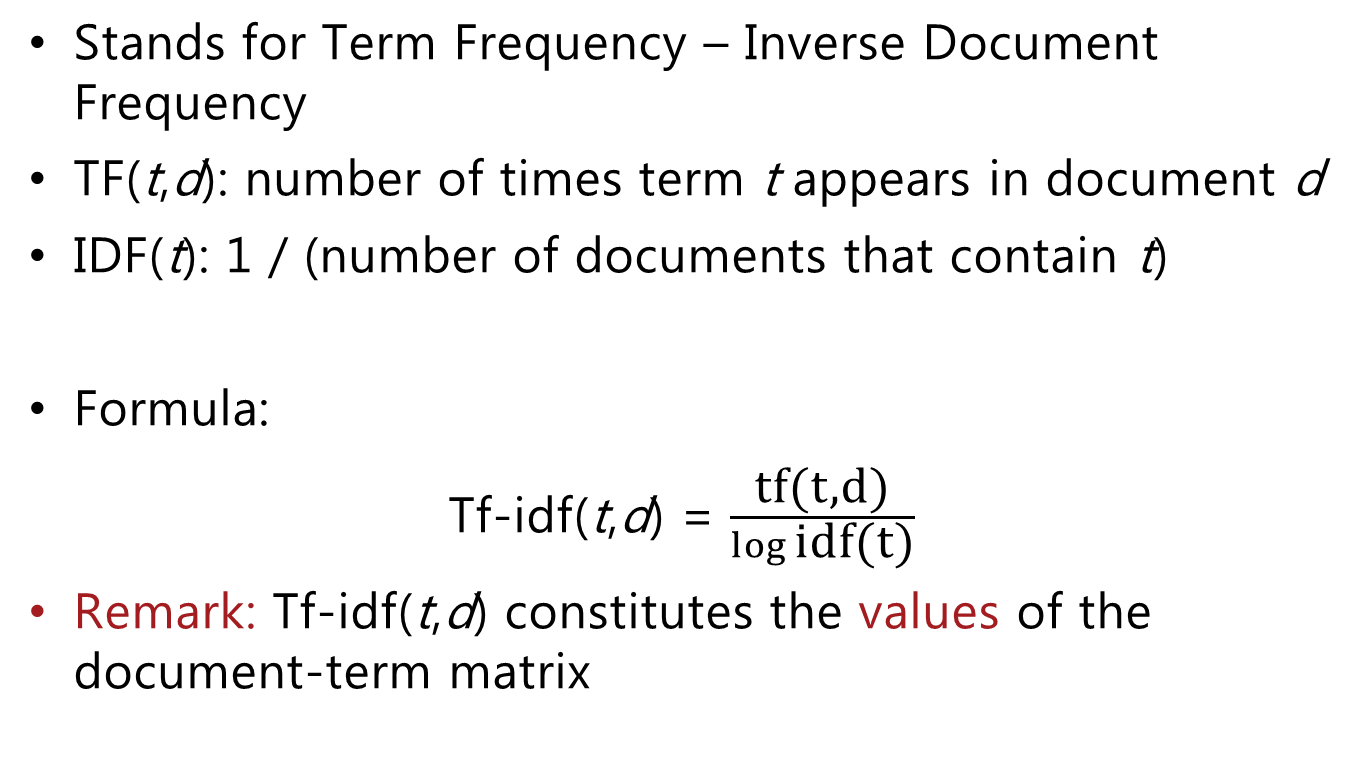 • Stands for Term Frequency – Inverse Document
Frequency
• TF(t,d): number of times term t appears in document d
• IDF(t): 1 / (number of documents that contain t)
• Formula:
Tf-idf(t,d) = tf(t,d) / log idf(t)
• Remark: Tf-idf(t,d) constitutes the values of the
document-term matrix